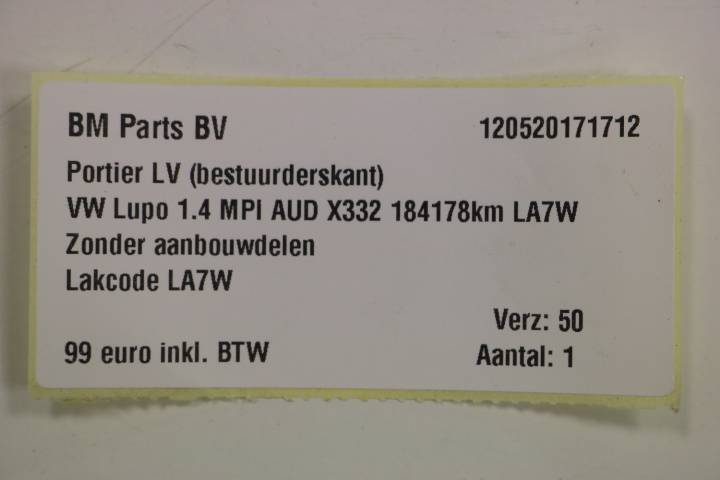 BM Parts BV 120520171712
Portier LV (bestuurderskant)
VW Lupo 1.4 MPI AUD X332 184178km LA7W
Zonder aanbouwdelen
Lakcode LA7W
Verz: 50
99 euro inkl. BTW Aantal: 1